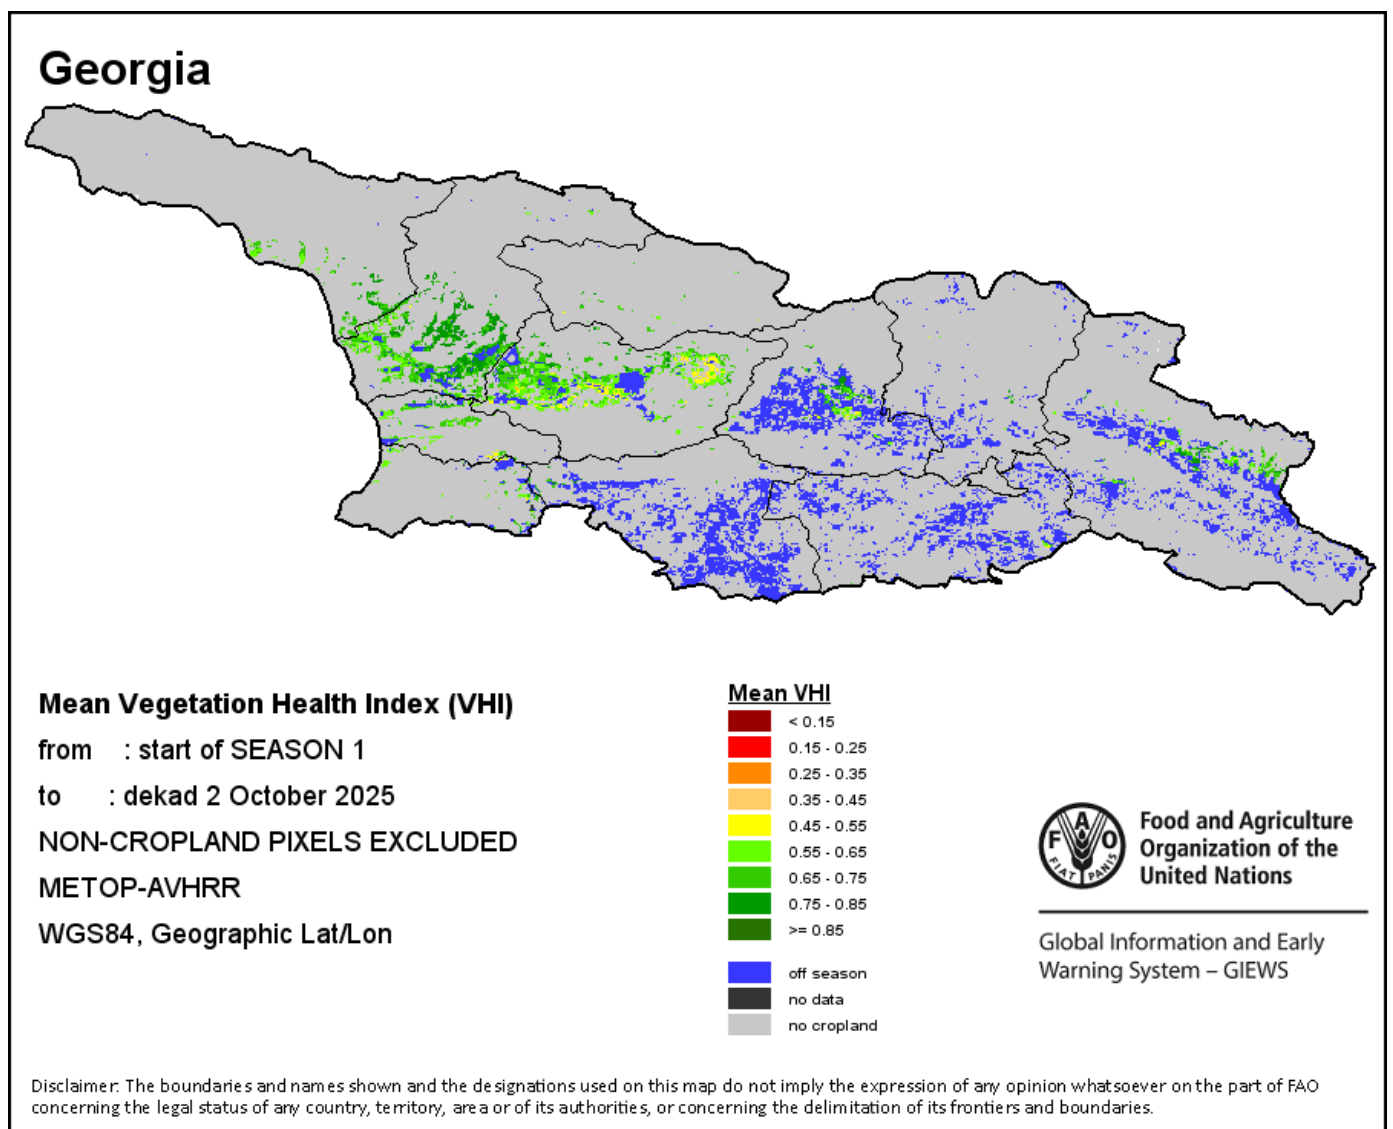 Georgia
Mean Vegetation Health Index (VHI)
from : start of SEASON 1
to : dekad 2 October 2025
NON-CROPLAND PIXELS EXCLUDED
METOP-AVHRR
WGS84, Geographic Lat/Lon
Mean VHI
< 0.15
0.15 - 0.25
0.25 - 0.35
0.35 - 0.45
0.45 - 0.55
0.55 - 0.65
0.65 - 0.75
0.75 - 0.85
>= 0.85
off season
no data
no cropland
F A O
FIAT PANIS
Food and Agriculture
Organization of the
United Nations
Global Information and Early
Warning System – GIEWS
Disclaimer: The boundaries and names shown and the designations used on this map do not imply the expression of any opinion whatsoever on the part of FAO
concerning the legal status of any country, territory, area or of its authorities, or concerning the delimitation of its frontiers and boundaries.